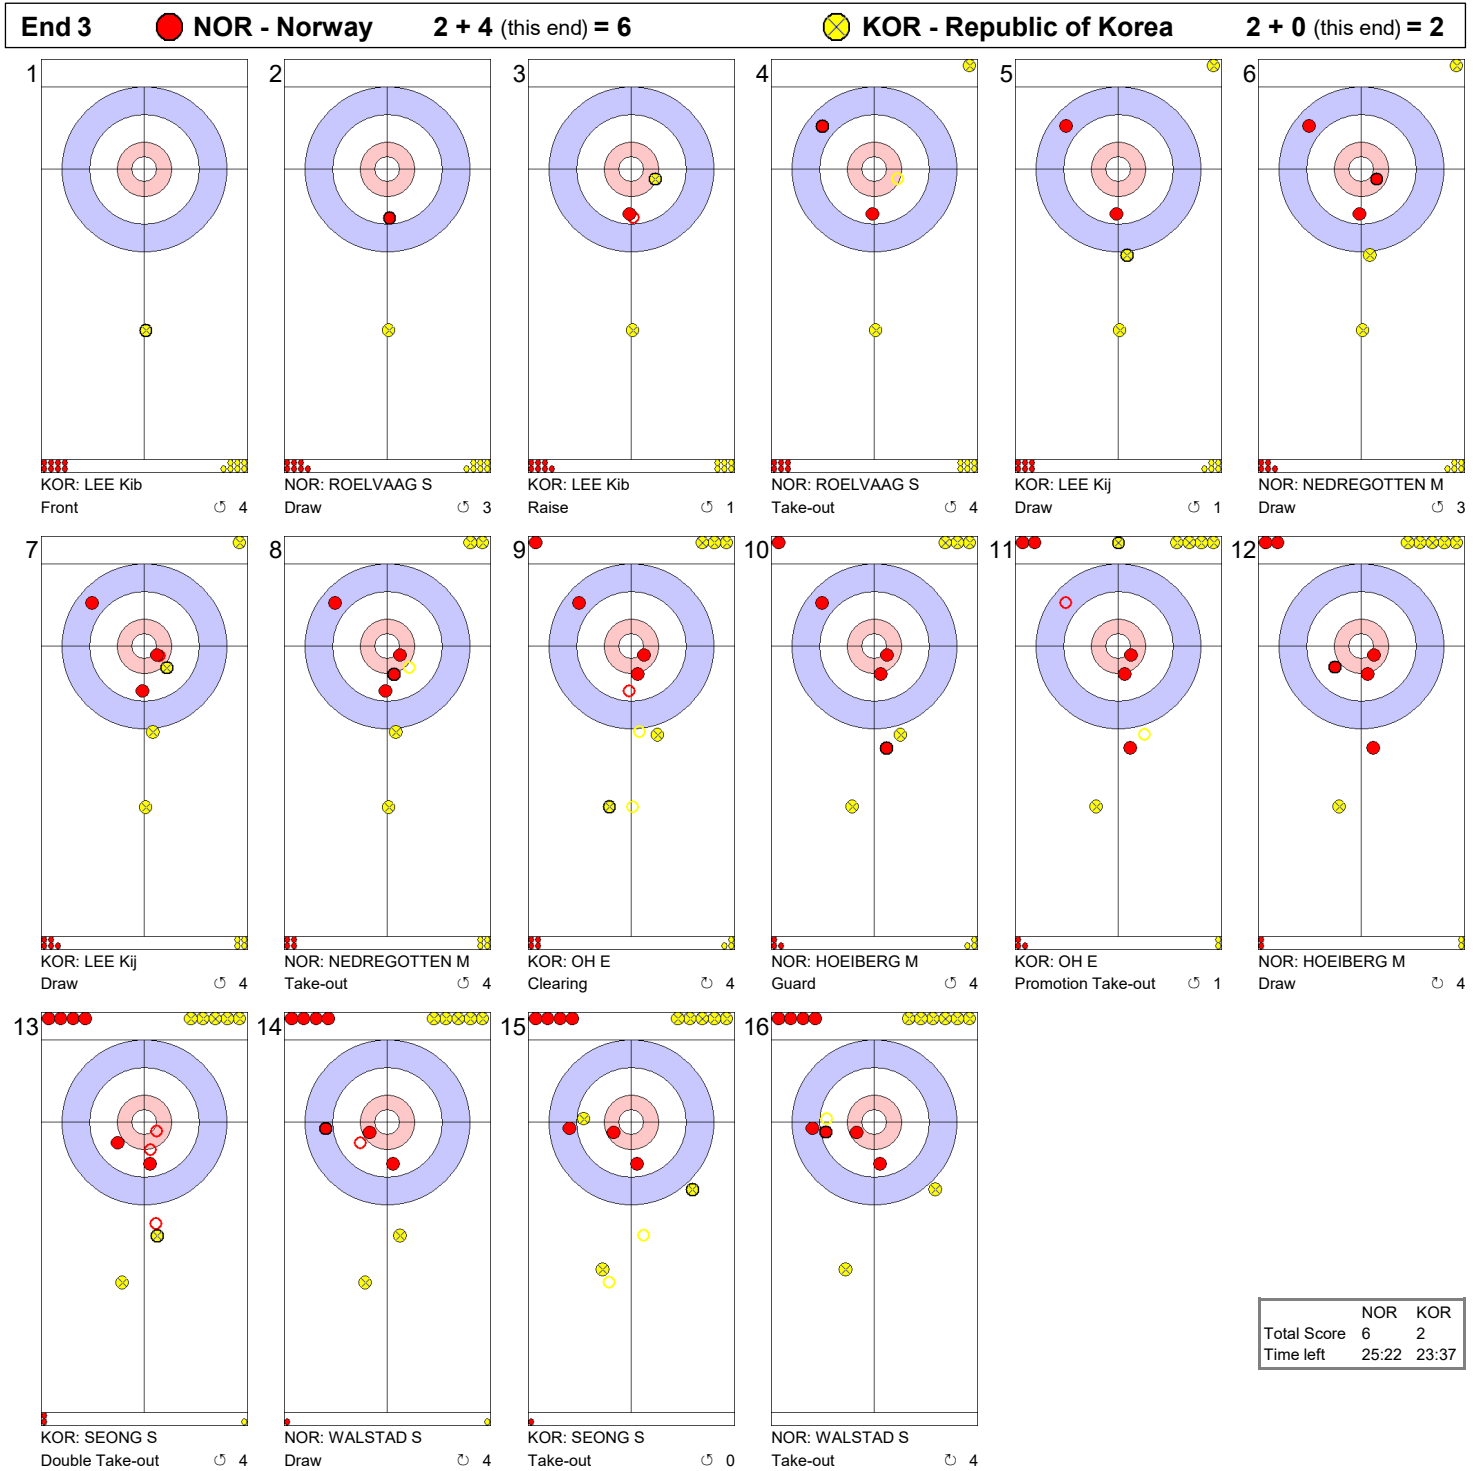 End 3 NOR - Norway 2 + 4 (this end) = 6 KOR - Republic of Korea 2 + 0 (this end) = 2
1 2 3 4 5 6
KOR: LEE Kib NOR: ROELVAAG S KOR: LEE Kib NOR: ROELVAAG S KOR: LEE Kij NOR: NEDREGOTTEN M
Front ↺ 4 Draw ↺ 3 Raise ↺ 1 Take-out ↺ 4 Draw ↺ 1 Draw ↺ 3
7 8 9 10 11 12
KOR: LEE Kij NOR: NEDREGOTTEN M KOR: OH E NOR: HOEIBERG M KOR: OH E NOR: HOEIBERG M
Draw ↺ 4 Take-out ↺ 4 Clearing ↻ 4 Guard ↺ 4 Promotion Take-out ↺ 1 Draw ↻ 4
13 14 15 16
KOR: SEONG S NOR: WALSTAD S KOR: SEONG S NOR: WALSTAD S
Double Take-out ↺ 4 Draw ↻ 4 Take-out ↺ 0 Take-out ↻ 4
NOR KOR
Total Score 6 2
Time left 25:22 23:37